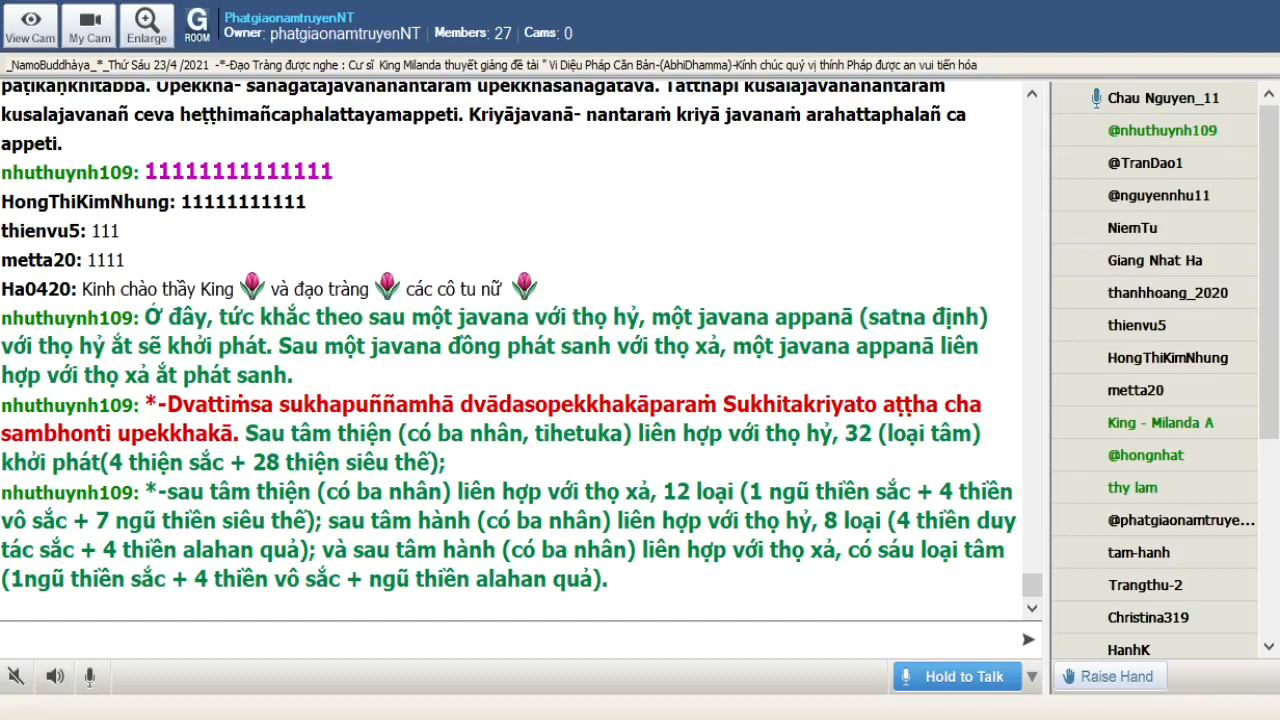 View Cam
My Cam
Enlarge
G
ROOM
PhatgiaonamtruyenNT
Owner: phatgiaonamtruyenNT | Members: 27 | Cams: 0
_NamoBuddhàya_*_Thứ Sáu 23/4 /2021 -*-Đạo Tràng được nghe : Cư sĩ King Milanda thuyết giảng đề tài " Vi Diệu Pháp Căn Bản-(AbhiDhamma)-Kính chúc quý vị thính Pháp được an vui tiến hóa
paṭikaṅkhitabbā. Upekkhā- sahagatajavanānantaraṁ upekkhāsahagatāva. Tatthāpi kusalajavanānantaraṁ
kusalajavanañ ceva heṭṭhimañcaphalattayamappeti. Kriyājavanā- nantaraṁ kriyā javanaṁ arahattaphalañ ca
appeti.
nhuthuynh109: 11111111111111
HongThiKimNhung: 11111111111
thienvu5: 111
metta20: 1111
Ha0420: Kinh chào thầy King và đạo tràng các cô tu nữ
nhuthuynh109: Ở đây, tức khắc theo sau một javana với thọ hỷ, một javana appanā (satna định)
với thọ hỷ ắt sẽ khởi phát. Sau một javana đồng phát sanh với thọ xả, một javana appanā liên
hợp với thọ xả ắt phát sanh.
nhuthuynh109: *-Dvattiṁsa sukhapuññamhā dvādasopekkhakāparaṁ Sukhitakriyato aṭṭha cha
sambhonti upekkhakā. Sau tâm thiện (có ba nhân, tihetuka) liên hợp với thọ hỷ, 32 (loại tâm)
khởi phát(4 thiện sắc + 28 thiện siêu thế);
nhuthuynh109: *-sau tâm thiện (có ba nhân) liên hợp với thọ xả, 12 loại (1 ngũ thiền sắc + 4 thiền
vô sắc + 7 ngũ thiền siêu thế); sau tâm hành (có ba nhân) liên hợp với thọ hỷ, 8 loại (4 thiền duy
tác sắc + 4 thiền alahan quả); và sau tâm hành (có ba nhân) liên hợp với thọ xả, có sáu loại tâm
(1ngũ thiền sắc + 4 thiền vô sắc + ngũ thiền alahan quả).
Hold to Talk
Chau Nguyen_11
@nhuthuynh109
@TranDao1
@nguyennhu11
NiemTu
Giang Nhat Ha
thanhhoang_2020
thienvu5
HongThiKimNhung
metta20
King - Milanda A
@hongnhat
thy lam
@phatgiaonamtruye...
tam-hanh
Trangthu-2
Christina319
HanhK
Raise Hand